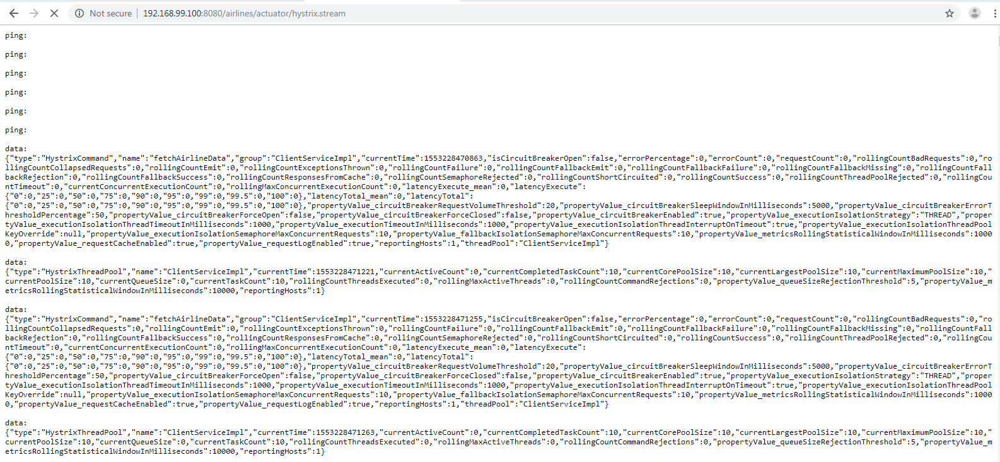 Not secure | 192.168.99.100:8080/airlines/actuator/hystrix.stream
ping:
ping:
ping:
ping:
ping:
ping:
data:
{"type":"HystrixCommand","name":"fetchAirlineData","group":"ClientServiceImpl","currentTime":1553228470863,"isCircuitBreakerOpen":false,"errorPercentage":0,"errorCount":0,"requestCount":0,"rollingCountBadRequests":0,"ro
llingCountCollapsedRequests":0,"rollingCountEmit":0,"rollingCountExceptionsThrown":0,"rollingCountFailure":0,"rollingCountFallbackEmit":0,"rollingCountFallbackFailure":0,"rollingCountFallbackMissing":0,"rollingCountFall
backRejection":0,"rollingCountFallbackSuccess":0,"rollingCountResponsesFromCache":0,"rollingCountSemaphoreRejected":0,"rollingCountShortCircuited":0,"rollingCountSuccess":0,"rollingCountThreadPoolRejected":0,"rollingCou
ntTimeout":0,"currentConcurrentExecutionCount":0,"rollingMaxConcurrentExecutionCount":0,"latencyExecute_mean":0,"latencyExecute":
{"0":0,"25":0,"50":0,"75":0,"90":0,"95":0,"99":0,"99.5":0,"100":0},"latencyTotal_mean":0,"latencyTotal":
{"0":0,"25":0,"50":0,"75":0,"90":0,"95":0,"99":0,"99.5":0,"100":0},"propertyValue_circuitBreakerRequestVolumeThreshold":20,"propertyValue_circuitBreakerSleepWindowInMilliseconds":5000,"propertyValue_circuitBreakerErrorT
hresholdPercentage":50,"propertyValue_circuitBreakerForceOpen":false,"propertyValue_circuitBreakerForceClosed":false,"propertyValue_circuitBreakerEnabled":true,"propertyValue_executionIsolationStrategy":"THREAD","proper
tyValue_executionIsolationThreadTimeoutInMilliseconds":1000,"propertyValue_executionTimeoutInMilliseconds":1000,"propertyValue_executionIsolationThreadInterruptOnTimeout":true,"propertyValue_executionIsolationThreadPool
KeyOverride":null,"propertyValue_executionIsolationSemaphoreMaxConcurrentRequests":10,"propertyValue_fallbackIsolationSemaphoreMaxConcurrentRequests":10,"propertyValue_metricsRollingStatisticalWindowInMilliseconds":1000
0,"propertyValue_requestCacheEnabled":true,"propertyValue_requestLogEnabled":true,"reportingHosts":1,"threadPool":"ClientServiceImpl"}
data:
{"type":"HystrixThreadPool","name":"ClientServiceImpl","currentTime":1553228471221,"currentActiveCount":0,"currentCompletedTaskCount":10,"currentCorePoolSize":10,"currentLargestPoolSize":10,"currentMaximumPoolSize":10,"
currentPoolSize":10,"currentQueueSize":0,"currentTaskCount":10,"rollingCountThreadsExecuted":0,"rollingMaxActiveThreads":0,"rollingCountCommandRejections":0,"propertyValue_queueSizeRejectionThreshold":5,"propertyValue_m
etricsRollingStatisticalWindowInMilliseconds":10000,"reportingHosts":1}
data:
{"type":"HystrixCommand","name":"fetchAirlineData","group":"ClientServiceImpl","currentTime":1553228471255,"isCircuitBreakerOpen":false,"errorPercentage":0,"errorCount":0,"requestCount":0,"rollingCountBadRequests":0,"ro
llingCountCollapsedRequests":0,"rollingCountEmit":0,"rollingCountExceptionsThrown":0,"rollingCountFailure":0,"rollingCountFallbackEmit":0,"rollingCountFallbackFailure":0,"rollingCountFallbackMissing":0,"rollingCountFall
backRejection":0,"rollingCountFallbackSuccess":0,"rollingCountResponsesFromCache":0,"rollingCountSemaphoreRejected":0,"rollingCountShortCircuited":0,"rollingCountSuccess":0,"rollingCountThreadPoolRejected":0,"rollingCou
ntTimeout":0,"currentConcurrentExecutionCount":0,"rollingMaxConcurrentExecutionCount":0,"latencyExecute_mean":0,"latencyExecute":
{"0":0,"25":0,"50":0,"75":0,"90":0,"95":0,"99":0,"99.5":0,"100":0},"latencyTotal_mean":0,"latencyTotal":
{"0":0,"25":0,"50":0,"75":0,"90":0,"95":0,"99":0,"99.5":0,"100":0},"propertyValue_circuitBreakerRequestVolumeThreshold":20,"propertyValue_circuitBreakerSleepWindowInMilliseconds":5000,"propertyValue_circuitBreakerErrorT
hresholdPercentage":50,"propertyValue_circuitBreakerForceOpen":false,"propertyValue_circuitBreakerForceClosed":false,"propertyValue_circuitBreakerEnabled":true,"propertyValue_executionIsolationStrategy":"THREAD","proper
tyValue_executionIsolationThreadTimeoutInMilliseconds":1000,"propertyValue_executionTimeoutInMilliseconds":1000,"propertyValue_executionIsolationThreadInterruptOnTimeout":true,"propertyValue_executionIsolationThreadPool
KeyOverride":null,"propertyValue_executionIsolationSemaphoreMaxConcurrentRequests":10,"propertyValue_fallbackIsolationSemaphoreMaxConcurrentRequests":10,"propertyValue_metricsRollingStatisticalWindowInMilliseconds":1000
0,"propertyValue_requestCacheEnabled":true,"propertyValue_requestLogEnabled":true,"reportingHosts":1,"threadPool":"ClientServiceImpl"}
data:
{"type":"HystrixThreadPool","name":"ClientServiceImpl","currentTime":1553228471263,"currentActiveCount":0,"currentCompletedTaskCount":10,"currentCorePoolSize":10,"currentLargestPoolSize":10,"currentMaximumPoolSize":10,"
currentPoolSize":10,"currentQueueSize":0,"currentTaskCount":10,"rollingCountThreadsExecuted":0,"rollingMaxActiveThreads":0,"rollingCountCommandRejections":0,"propertyValue_queueSizeRejectionThreshold":5,"propertyValue_m
etricsRollingStatisticalWindowInMilliseconds":10000,"reportingHosts":1}